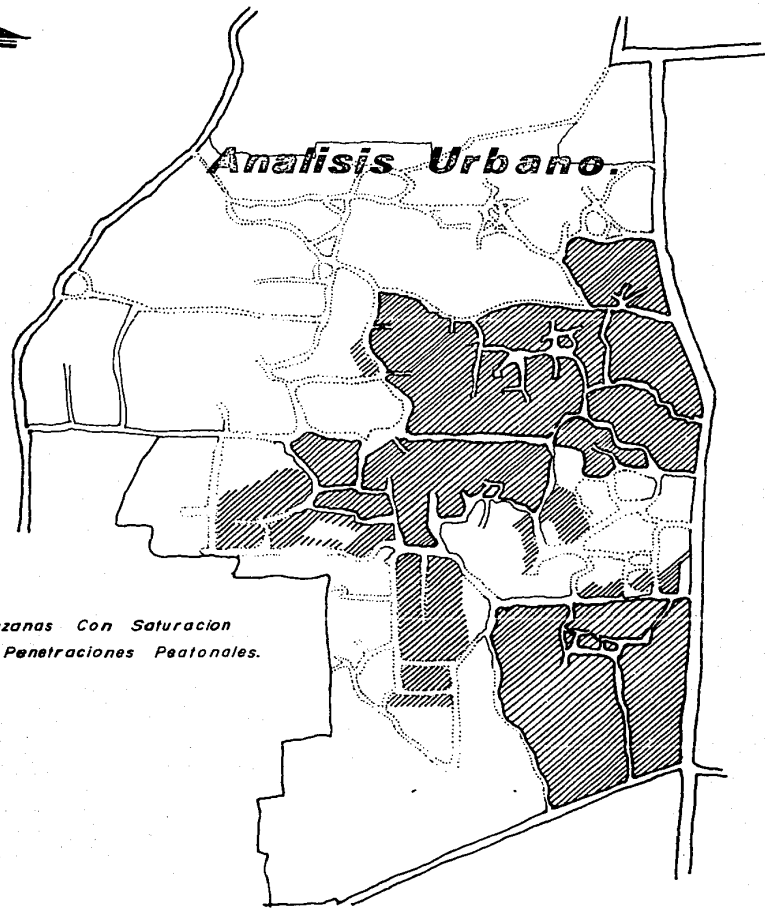 Analisis Urbano.
zanas Con Saturacion
Penetraciones Peatonales.